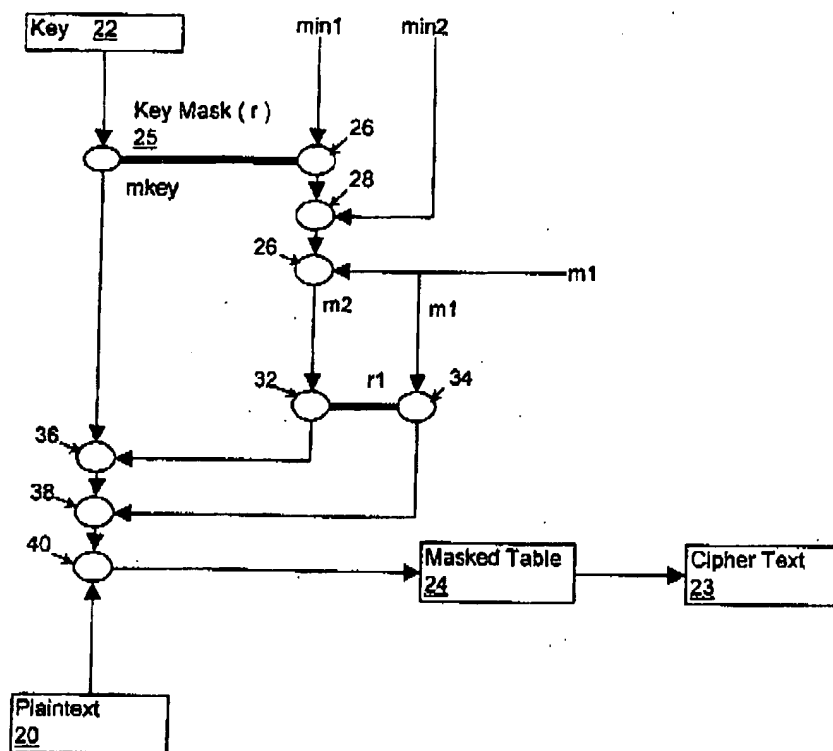 Key 22
min1
min2
Key Mask ( r )
25
26
mkey
28
26
m1
m2
m1
32
r1
34
36
38
40
Masked Table
24
Cipher Text
23
Plaintext
20